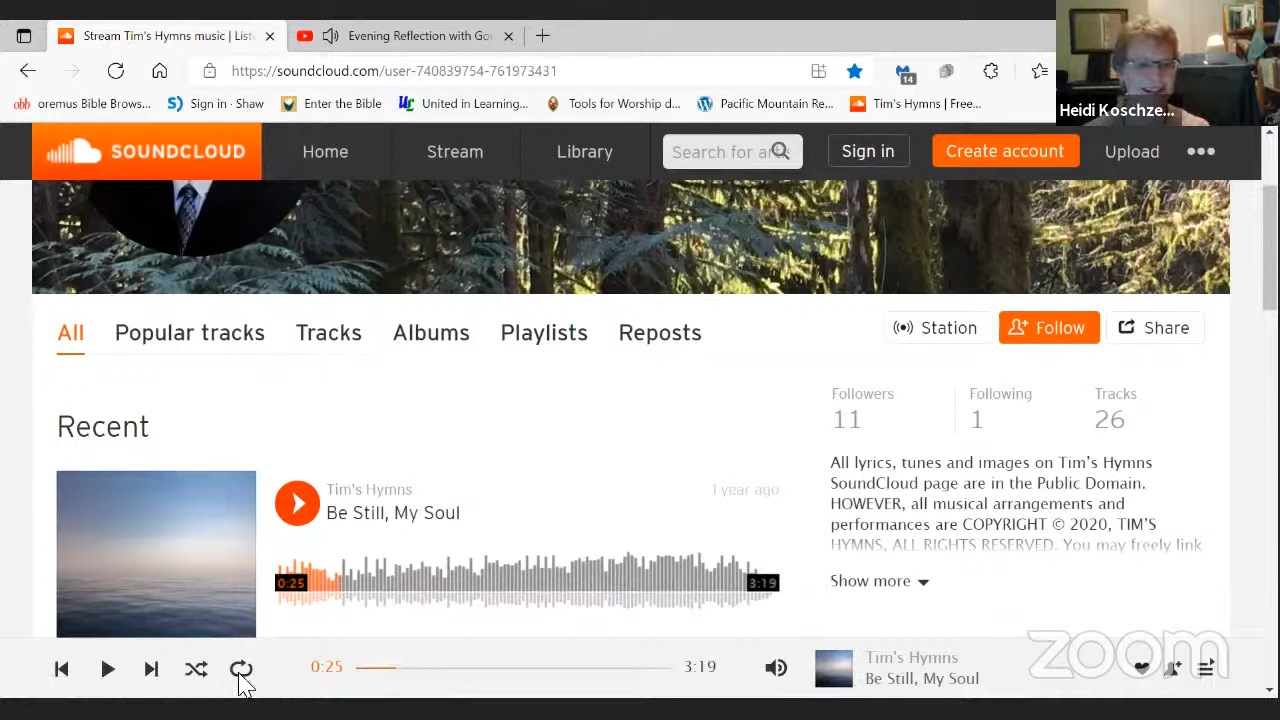 Stream Tim's Hymns music | List
Evening Reflection with Gor
https://soundcloud.com/user-740839754-761973431
14
Heidi Koschze...
obb oremus Bible Brows...
Sign in · Shaw
Enter the Bible
United in Learning...
Tools for Worship d...
Pacific Mountain Re...
Tim's Hymns | Free...
SOUNDCLOUD
Home
Stream
Library
Search for
Sign in
Create account
Upload
All
Popular tracks
Tracks
Albums
Playlists
Reposts
Station
Follow
Share
Followers
Following
Tracks
11
1
26
Recent
All lyrics, tunes and images on Tim's Hymns
SoundCloud page are in the Public Domain.
HOWEVER, all musical arrangements and
performances are COPYRIGHT © 2020, TIM'S
HYMNS, ALL RIGHTS RESERVED. You may freely link
Show more
Tim's Hymns
1 year ago
Be Still, My Soul
0:25
3:19
0:25
3:19
Tim's Hymns
Be Still, My Soul
zoom